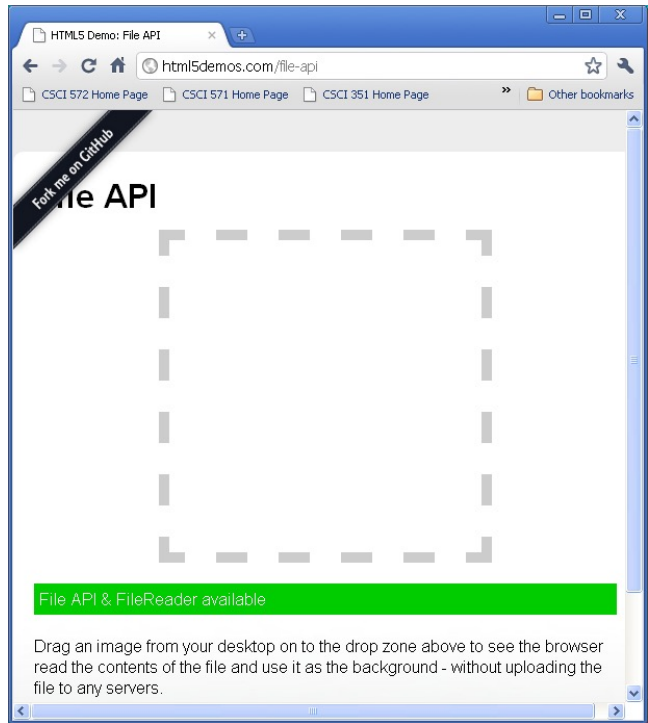 HTML5 Demo: File API
html5demos.com/file-api
CSCI 572 Home Page CSCI 571 Home Page CSCI 351 Home Page » Other bookmarks
Fork me on GitHub
File API
File API & FileReader available
Drag an image from your desktop on to the drop zone above to see the browser
read the contents of the file and use it as the background - without uploading the
file to any servers.